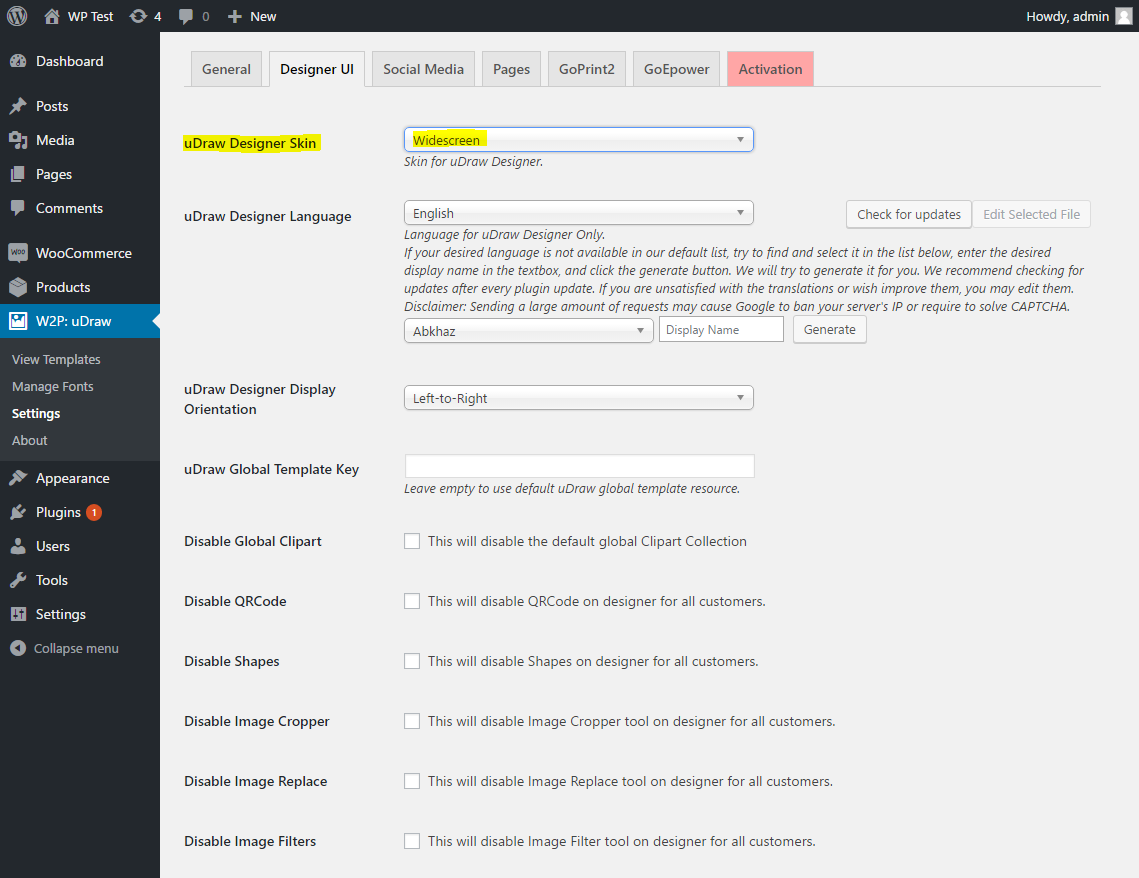 WP Test 4 0 New Howdy, admin
Dashboard
Posts
Media
Pages
Comments
WooCommerce
Products
W2P: uDraw
View Templates
Manage Fonts
Settings
About
Appearance
Plugins 1
Users
Tools
Settings
Collapse menu
General Designer UI Social Media Pages GoPrint2 GoEpower Activation
uDraw Designer Skin Widescreen
Skin for uDraw Designer.
uDraw Designer Language English Check for updates Edit Selected File
Language for uDraw Designer Only.
If your desired language is not available in our default list, try to find and select it in the list below, enter the desired
display name in the textbox, and click the generate button. We will try to generate it for you. We recommend checking for
updates after every plugin update. If you are unsatisfied with the translations or wish improve them, you may edit them.
Disclaimer: Sending a large amount of requests may cause Google to ban your server's IP or require to solve CAPTCHA.
Abkhaz Display Name Generate
uDraw Designer Display
Orientation
Left-to-Right
uDraw Global Template Key
Leave empty to use default uDraw global template resource.
Disable Global Clipart This will disable the default global Clipart Collection
Disable QRCode This will disable QRCode on designer for all customers.
Disable Shapes This will disable Shapes on designer for all customers.
Disable Image Cropper This will disable Image Cropper tool on designer for all customers.
Disable Image Replace This will disable Image Replace tool on designer for all customers.
Disable Image Filters This will disable Image Filter tool on designer for all customers.